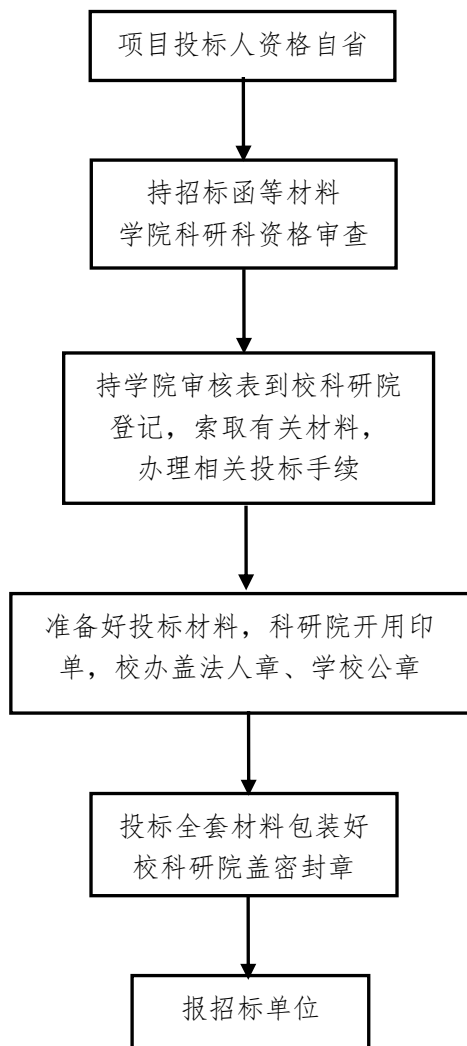 项目投标人资格自省
持招标函等材料
学院科研科资格审查
持学院审核表到校科研院
登记，索取有关材料，
办理相关投标手续
准备好投标材料，科研院开用印
单，校办盖法人章、学校公章
投标全套材料包装好
校科研院盖密封章
报招标单位